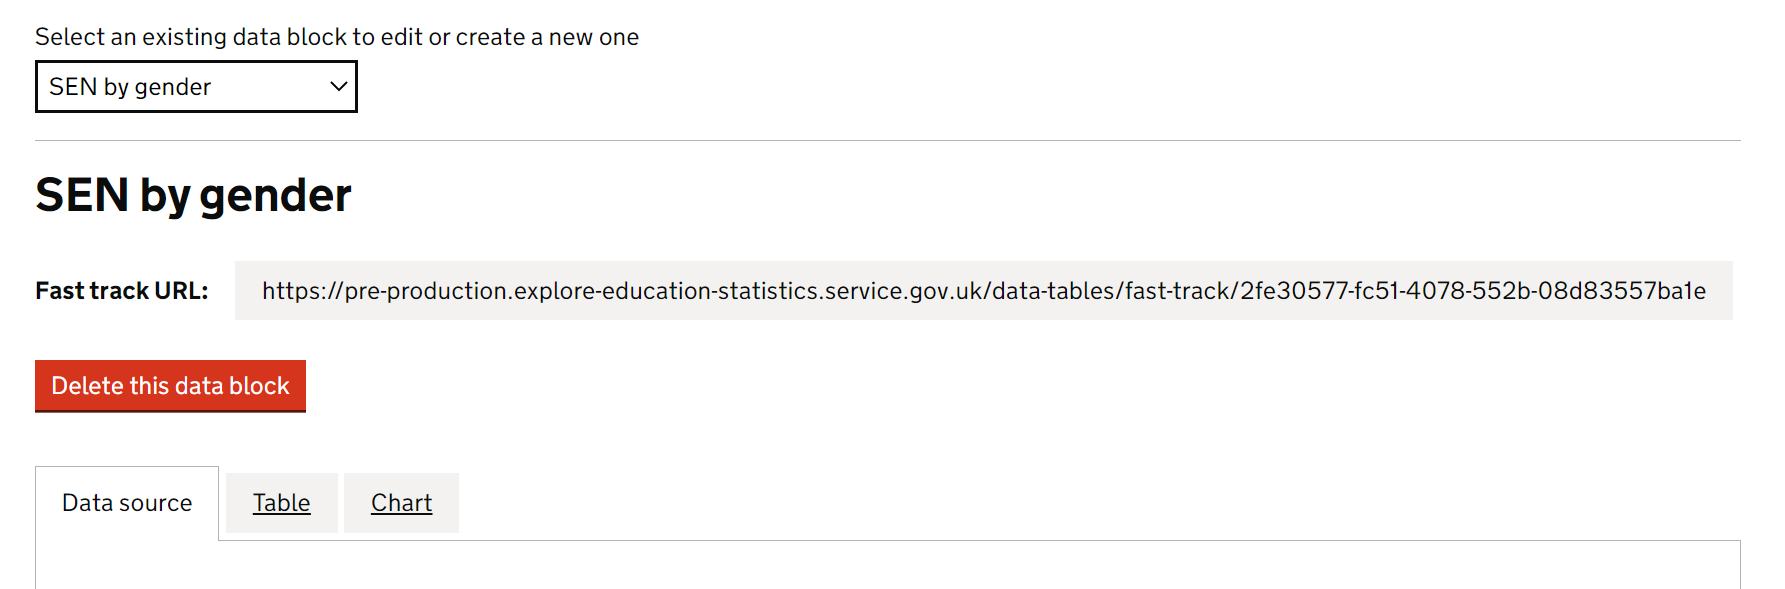 Select an existing data block to edit or create a new one
SEN by gender
SEN by gender
Fast track URL: https://pre-production.explore-education-statistics.service.gov.uk/data-tables/fast-track/2fe30577-fc51-4078-552b-08d83557ba1e
Delete this data block
Data source Table Chart